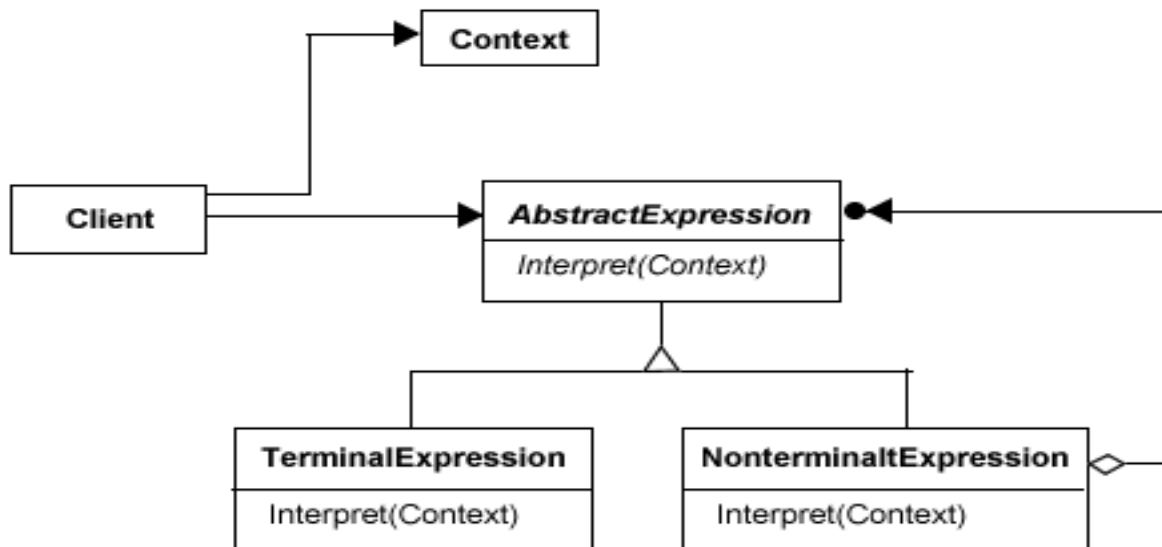 Context
Client
AbstractExpression
Interpret(Context)
TerminalExpression
Interpret(Context)
NonterminaltExpression
Interpret(Context)